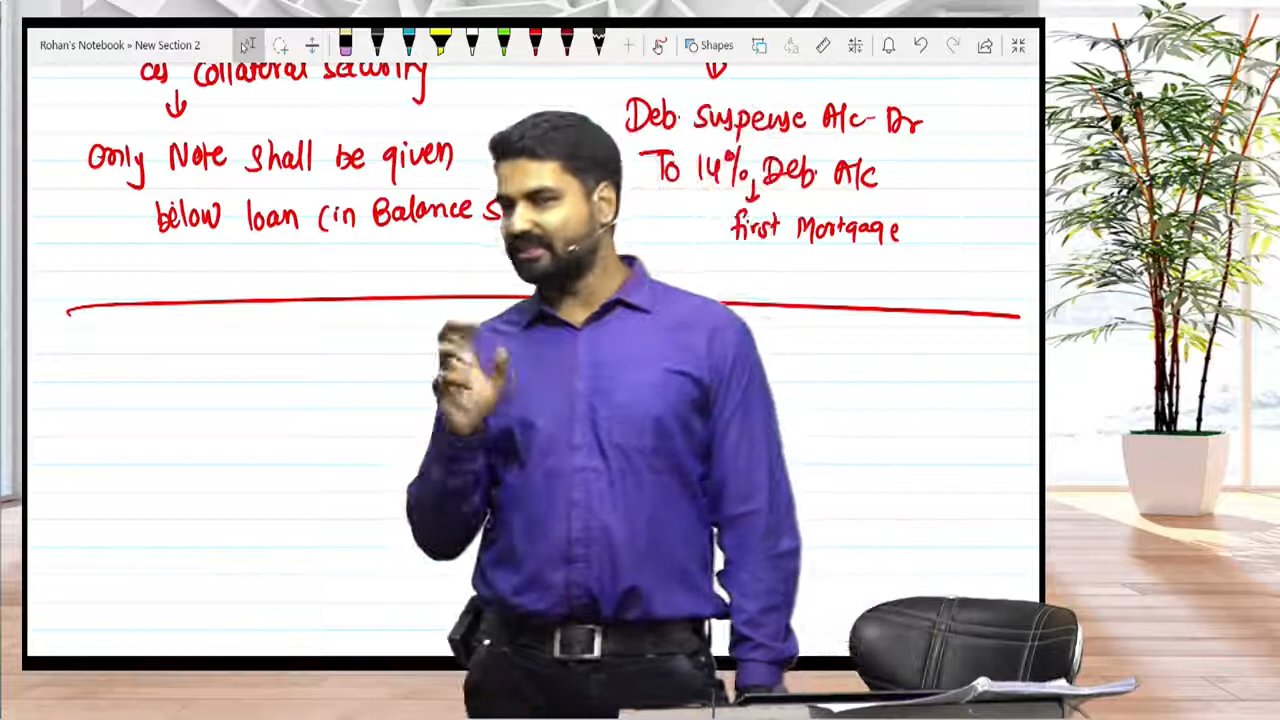 Rohan's Notebook » New Section 2
Shapes
as Collateral security
↓
Only Note shall be given
below loan (in Balance S
↓
Deb. Suspense A/c- Dr
To 14% Deb. A/c
↓
first Mortgage